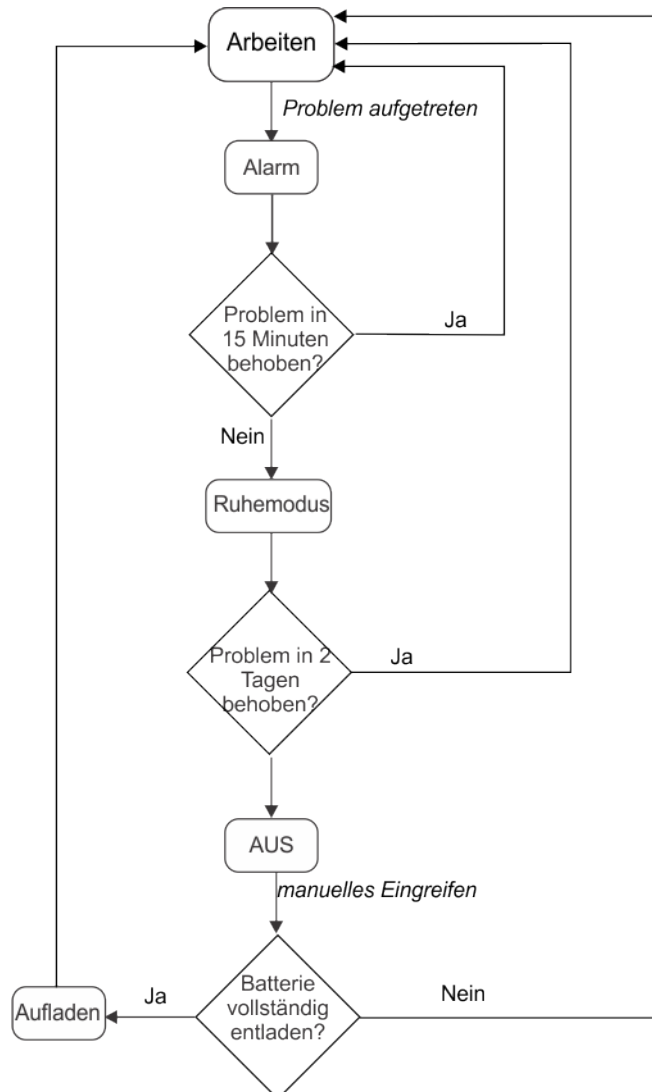 Arbeiten
Problem aufgetreten
Alarm
Problem in
15 Minuten
behoben?
Ja
Nein
Ruhemodus
Problem in 2
Tagen
behoben?
Ja
AUS
manuelles Eingreifen
Batterie
vollständig
entladen?
Ja
Nein
Aufladen